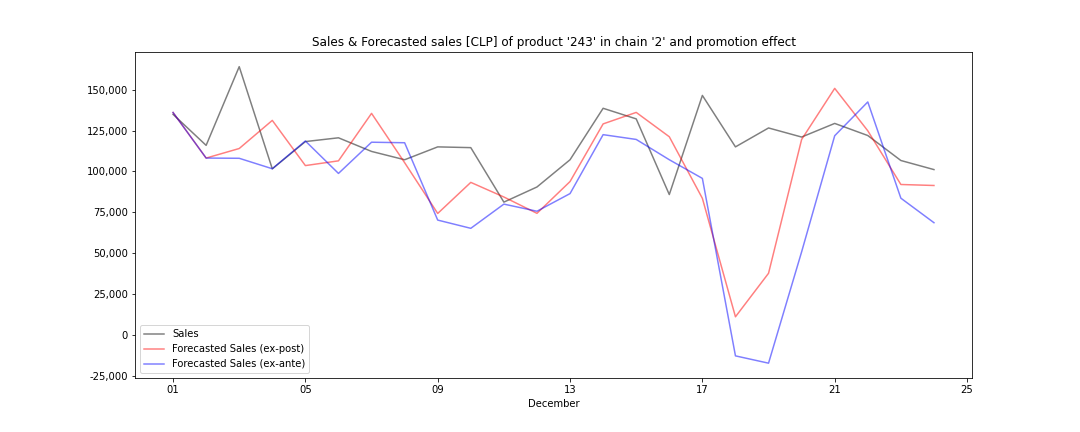 Sales & Forecasted sales [CLP] of product '243' in chain '2' and promotion effect
150,000
125,000
100,000
75,000
50,000
25,000
0
-25,000
Sales
Forecasted Sales (ex-post)
Forecasted Sales (ex-ante)
01 05 09 13 17 21 25
December